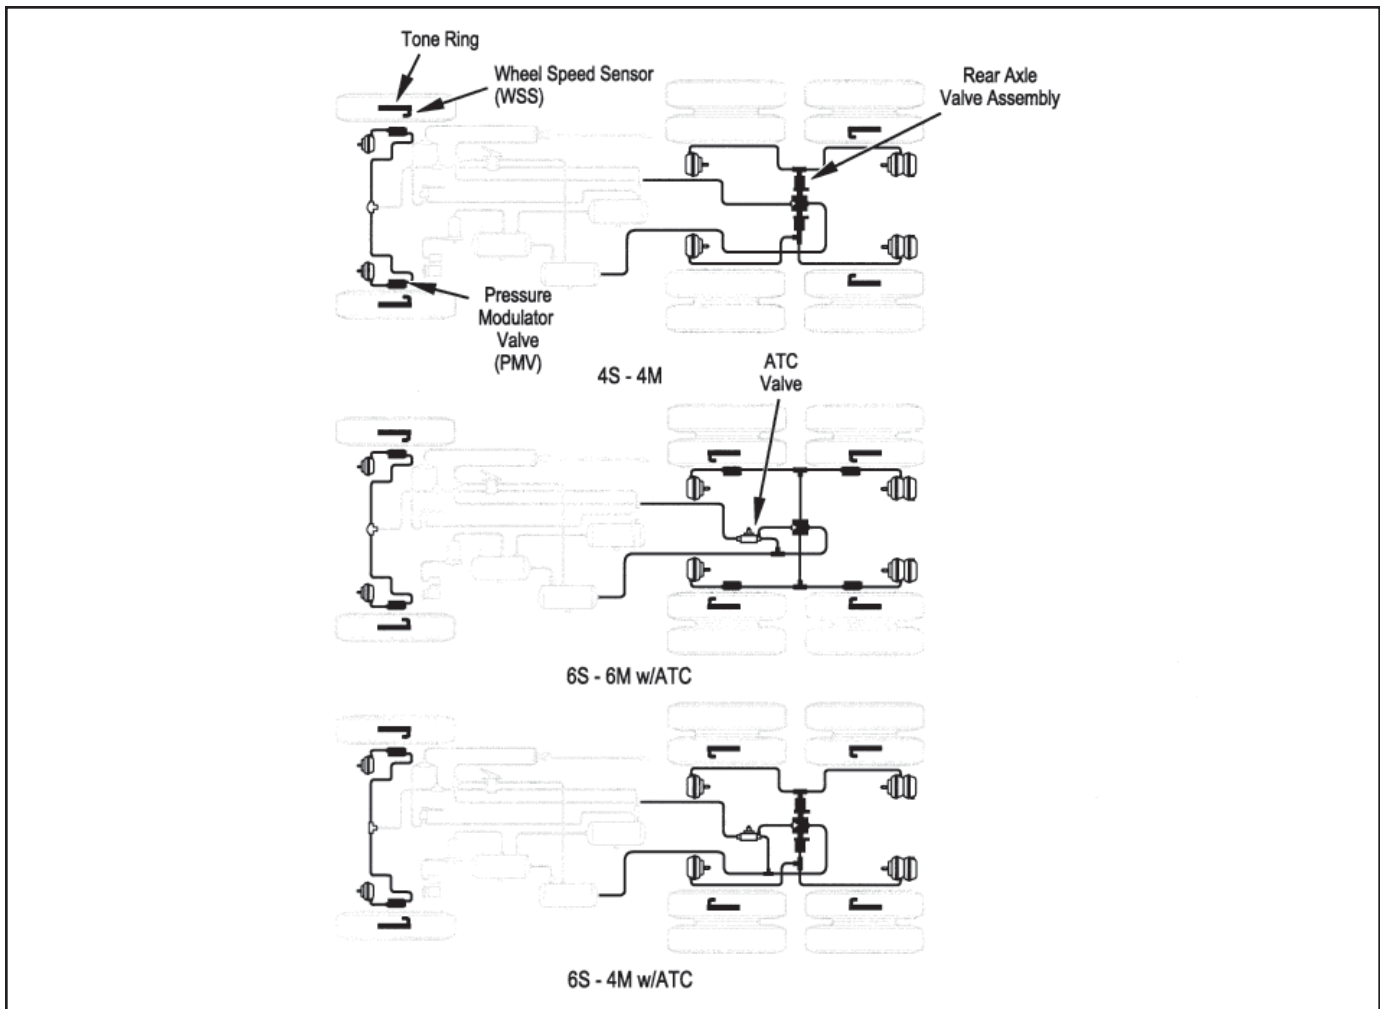 Tone Ring
Wheel Speed Sensor
(WSS)
Rear Axle
Valve Assembly
Pressure
Modulator
Valve
(PMV)
4S - 4M
ATC
Valve
6S - 6M w/ATC
6S - 4M w/ATC